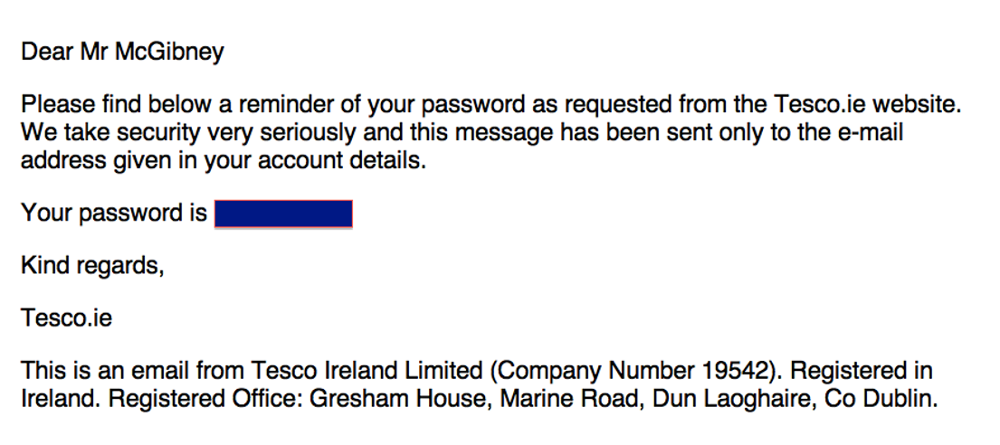 Dear Mr McGibney
Please find below a reminder of your password as requested from the Tesco.ie website.
We take security very seriously and this message has been sent only to the e-mail
address given in your account details.
Your password is
Kind regards,
Tesco.ie
This is an email from Tesco Ireland Limited (Company Number 19542). Registered in
Ireland. Registered Office: Gresham House, Marine Road, Dun Laoghaire, Co Dublin.